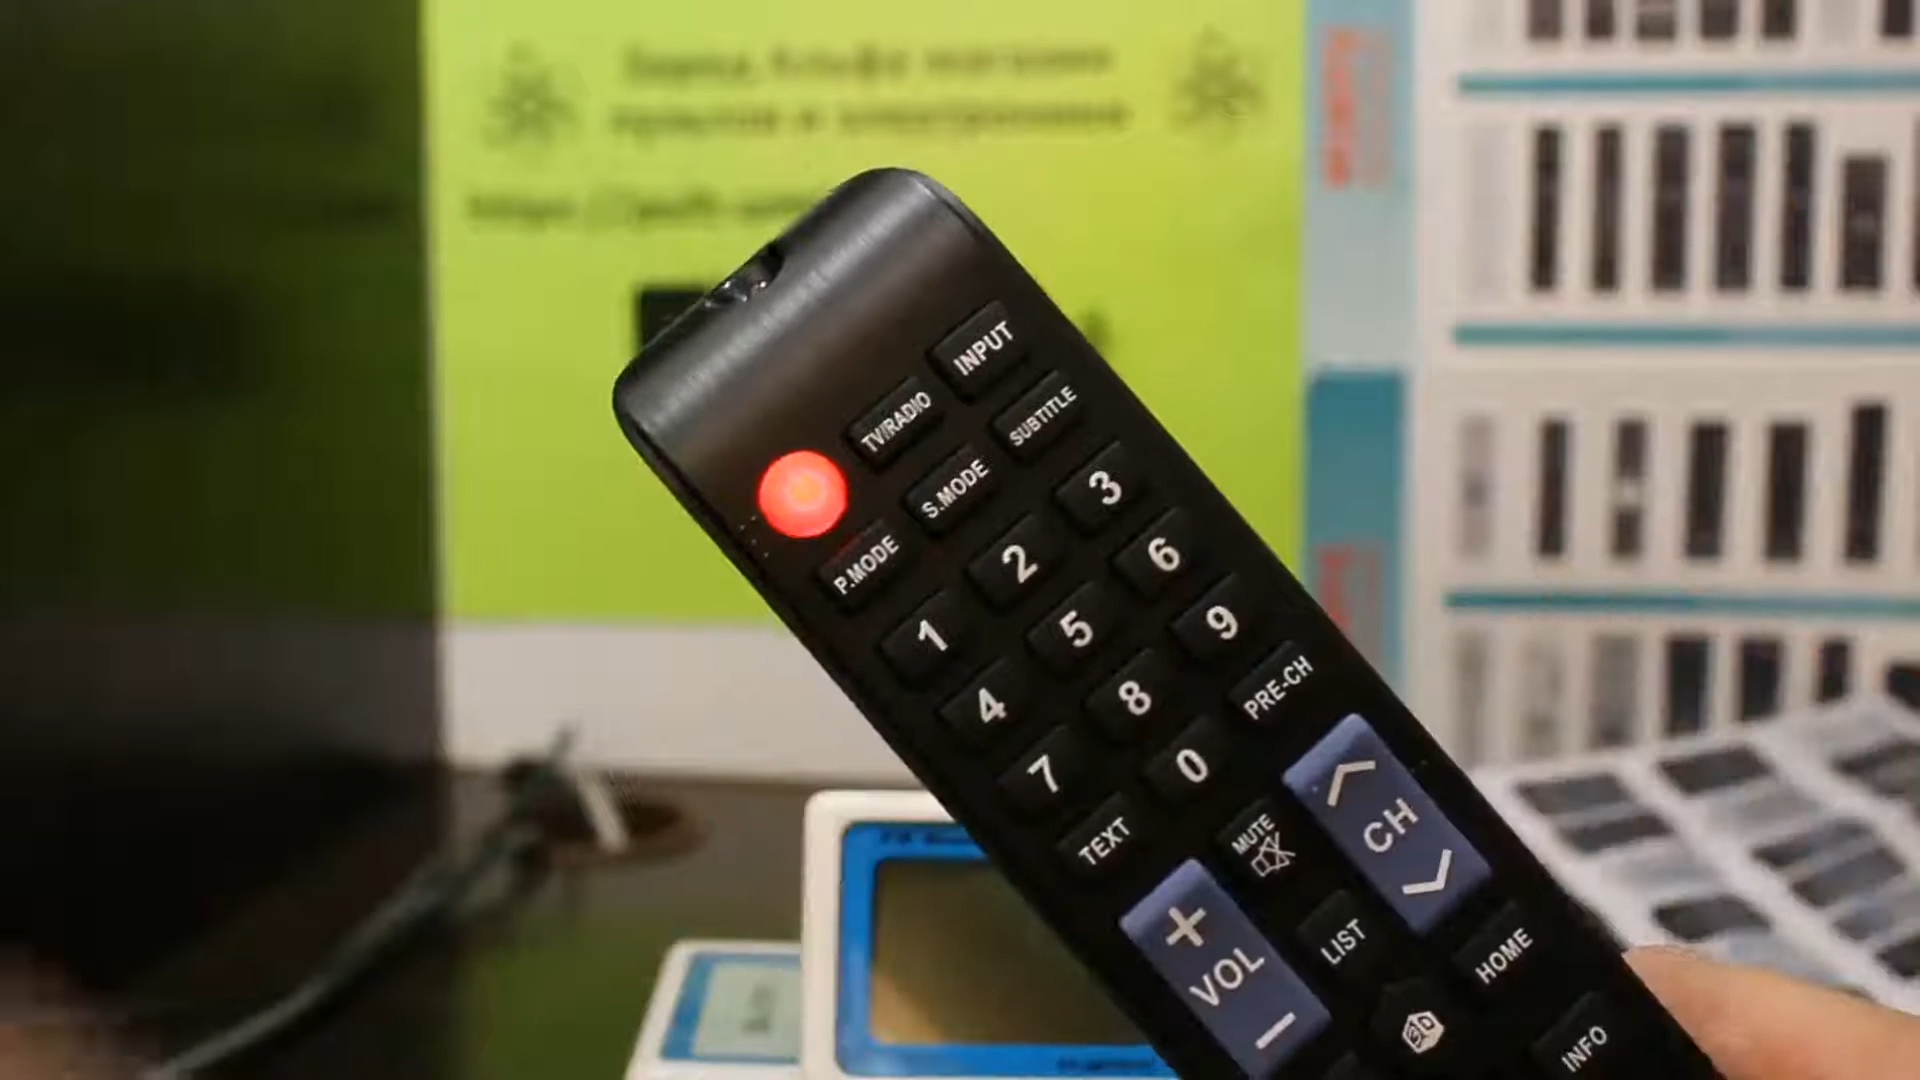 INPUT
TV/RADIO
SUBTITLE
S.MODE
P.MODE
3
2
1
6
5
4
9
8
7
PRE-CH
0
TEXT
MUTE
CH
+
VOL
−
LIST
HOME
3D
INFO